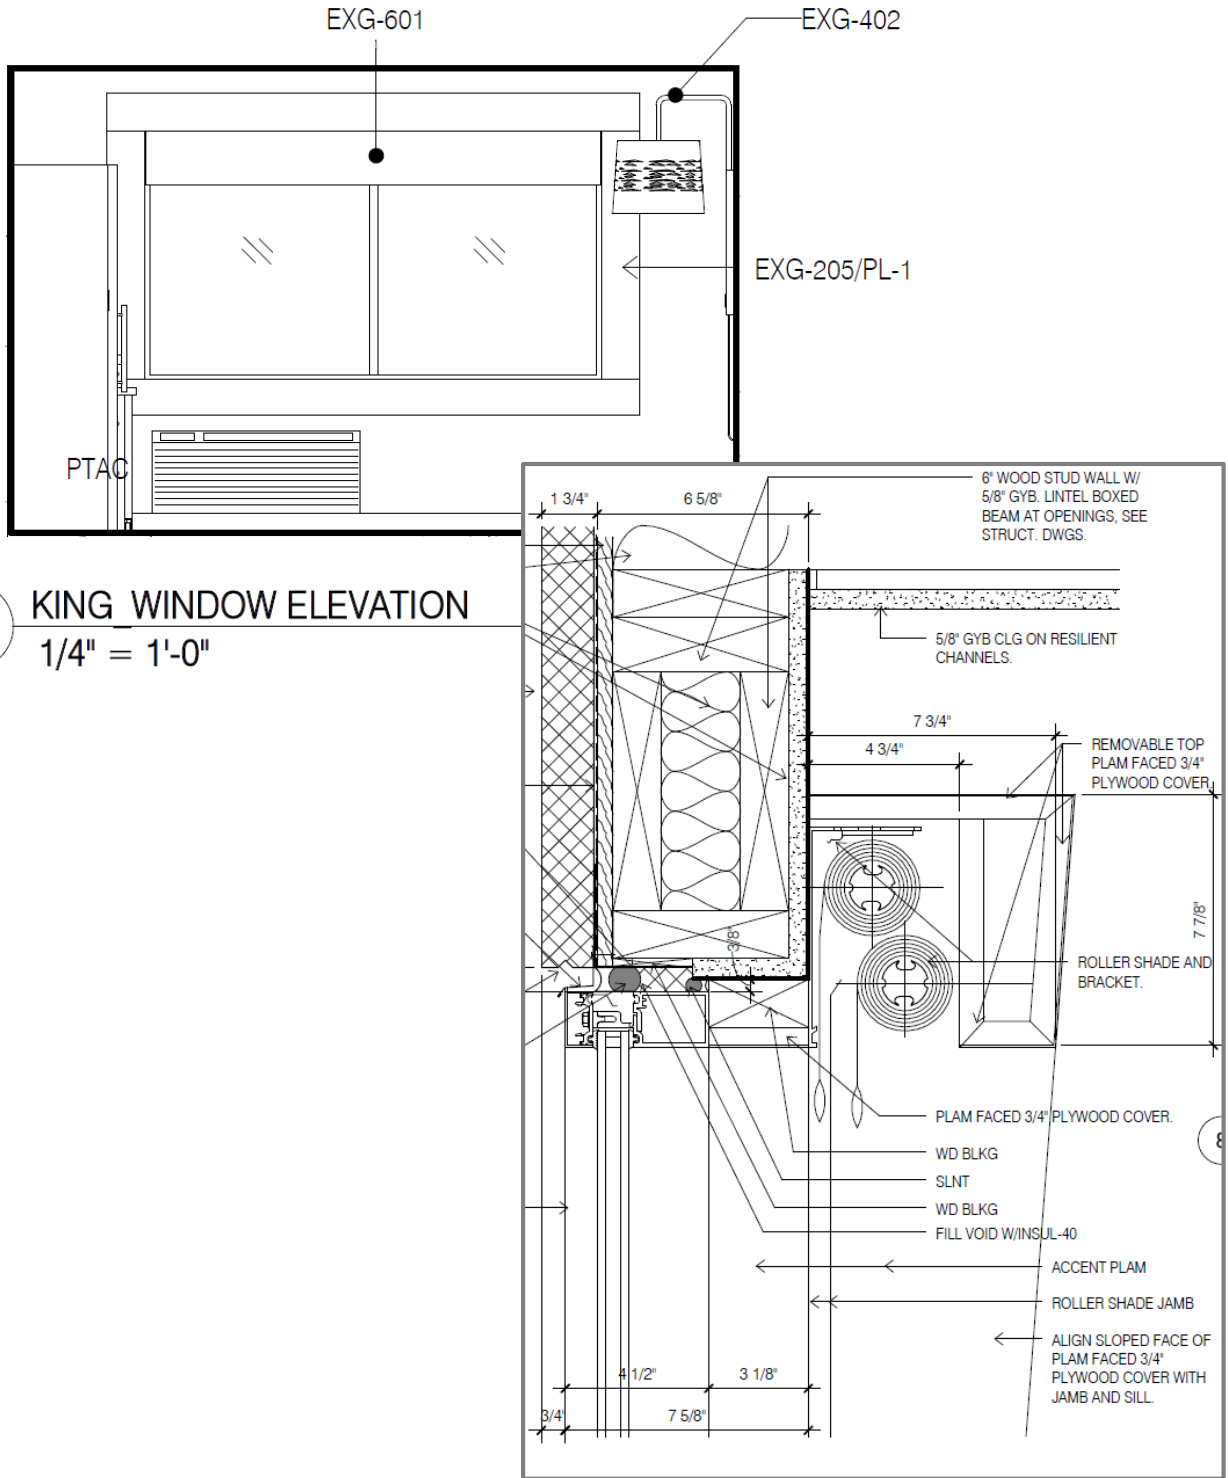 EXG-601
EXG-402
EXG-205/PL-1
PTAC
KING WINDOW ELEVATION
1/4" = 1'-0"
1 3/4"
6 5/8"
6" WOOD STUD WALL W/
5/8" GYB. LINTEL BOXED
BEAM AT OPENINGS, SEE
STRUCT. DWGS.
5/8" GYB CLG ON RESILIENT
CHANNELS.
7 3/4"
4 3/4"
REMOVABLE TOP
PLAM FACED 3/4"
PLYWOOD COVER.
7 7/8"
3/8"
ROLLER SHADE AND
BRACKET.
PLAM FACED 3/4" PLYWOOD COVER.
8
WD BLKG
SLNT
WD BLKG
FILL VOID W/INSUL-40
ACCENT PLAM
ROLLER SHADE JAMB
ALIGN SLOPED FACE OF
PLAM FACED 3/4"
PLYWOOD COVER WITH
JAMB AND SILL.
4 1/2"
3 1/8"
3/4"
7 5/8"